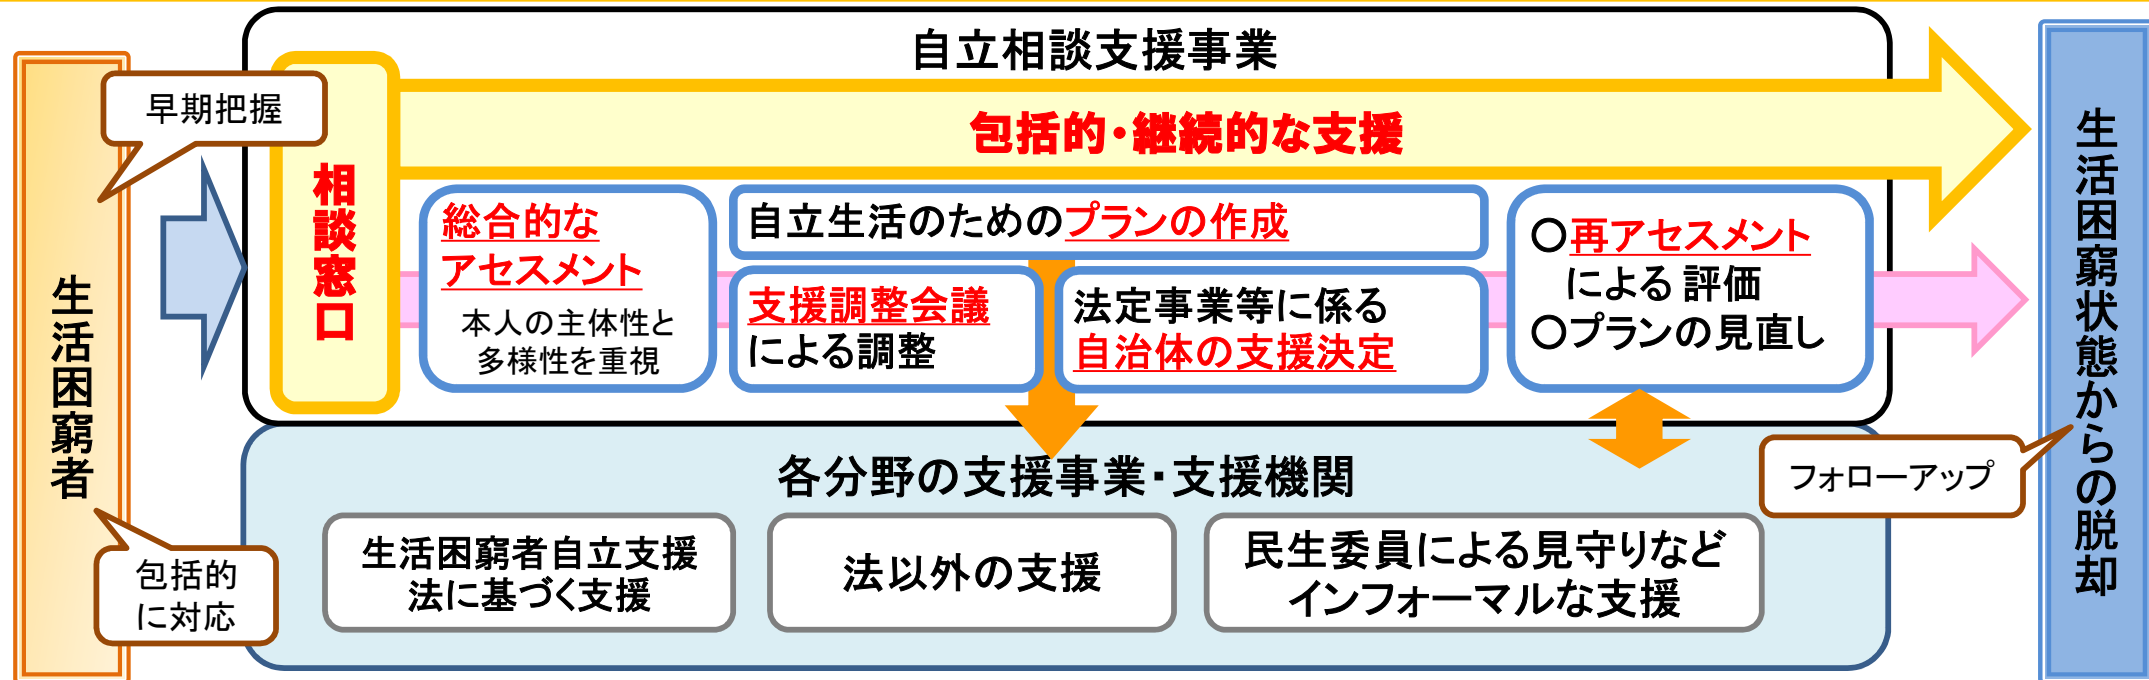 自立相談支援事業
生活困窮者
早期把握
包括的
に対応
相談窓口
包括的・継続的な支援
総合的な
アセスメント
本人の主体性と
多様性を重視
自立生活のためのプランの作成
支援調整会議
による調整
法定事業等に係る
自治体の支援決定
○再アセスメント
による 評価
○プランの見直し
各分野の支援事業・支援機関
生活困窮者自立支援
法に基づく支援
法以外の支援
民生委員による見守りなど
インフォーマルな支援
フォローアップ
生活困窮状態からの脱却